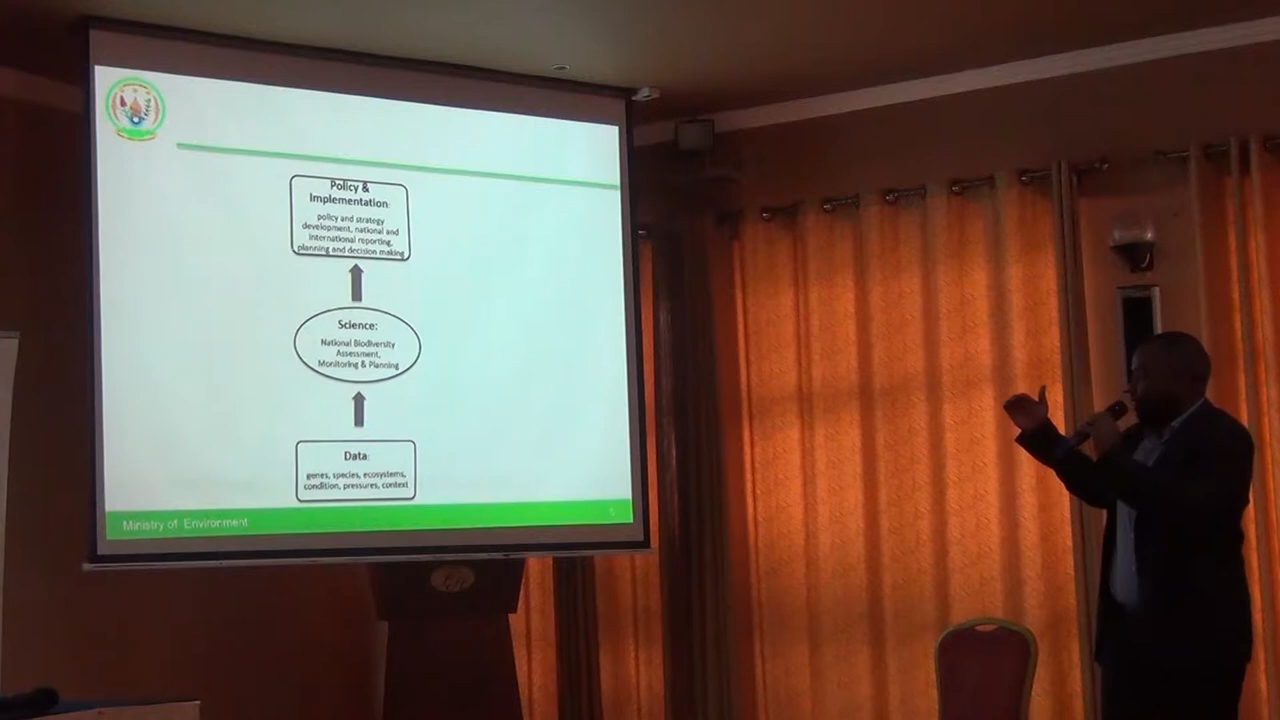 Policy &
Implementation:
policy and strategy
development, national and
international reporting,
planning and decision making
Science:
National Biodiversity
Assessment,
Monitoring & Planning
Data:
genes, species, ecosystems,
condition, pressures, context
Ministry of Environment